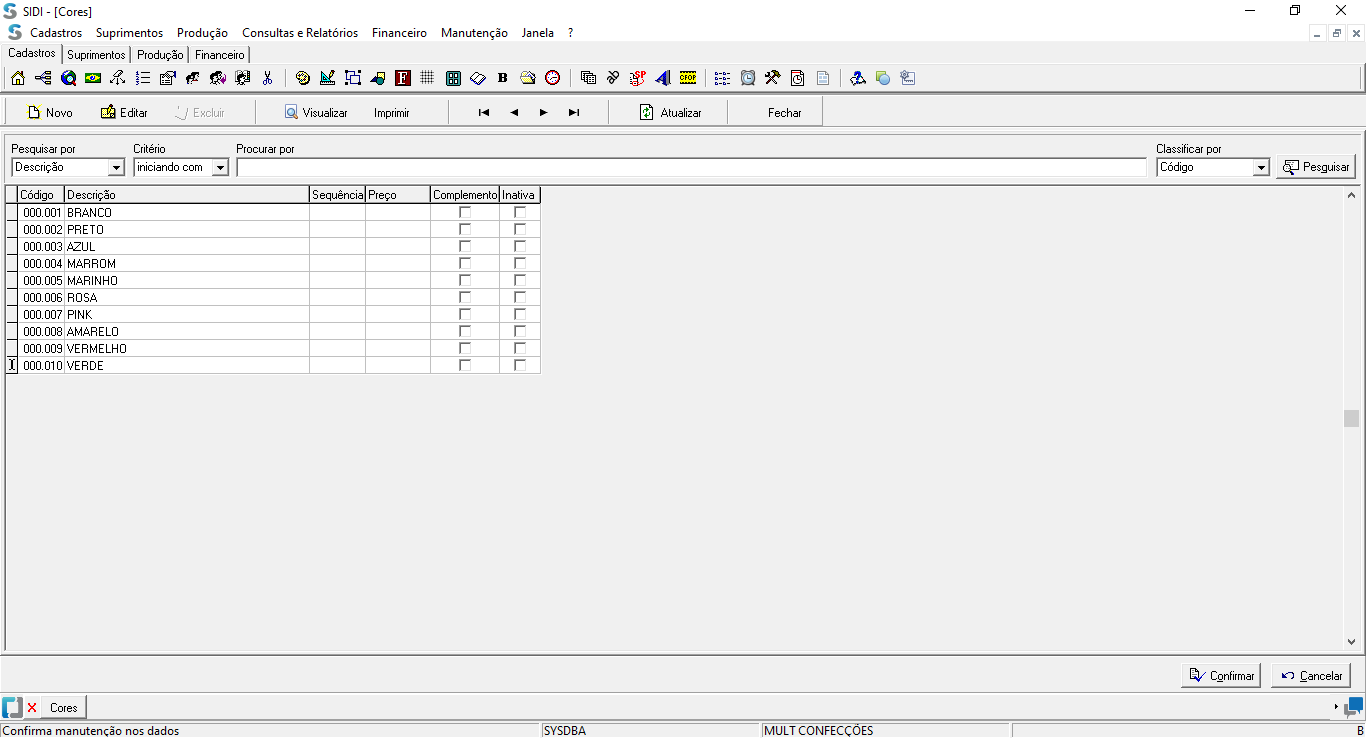 SIDI - [Cores]
Cadastros Suprimentos Produção Consultas e Relatórios Financeiro Manutenção Janela ?
Cadastros Suprimentos Produção Financeiro
F B SP CFOP
Novo Editar Excluir Visualizar Imprimir Atualizar Fechar
Pesquisar por Critério Procurar por Classificar por
Descrição iniciando com Código Pesquisar
Código Descrição Sequência Preço Complemento Inativa
000.001 BRANCO
000.002 PRETO
000.003 AZUL
000.004 MARROM
000.005 MARINHO
000.006 ROSA
000.007 PINK
000.008 AMARELO
000.009 VERMELHO
000.010 VERDE
Confirmar Cancelar
Cores
Confirma manutenção nos dados SYSDBA MULT CONFECÇÕES B